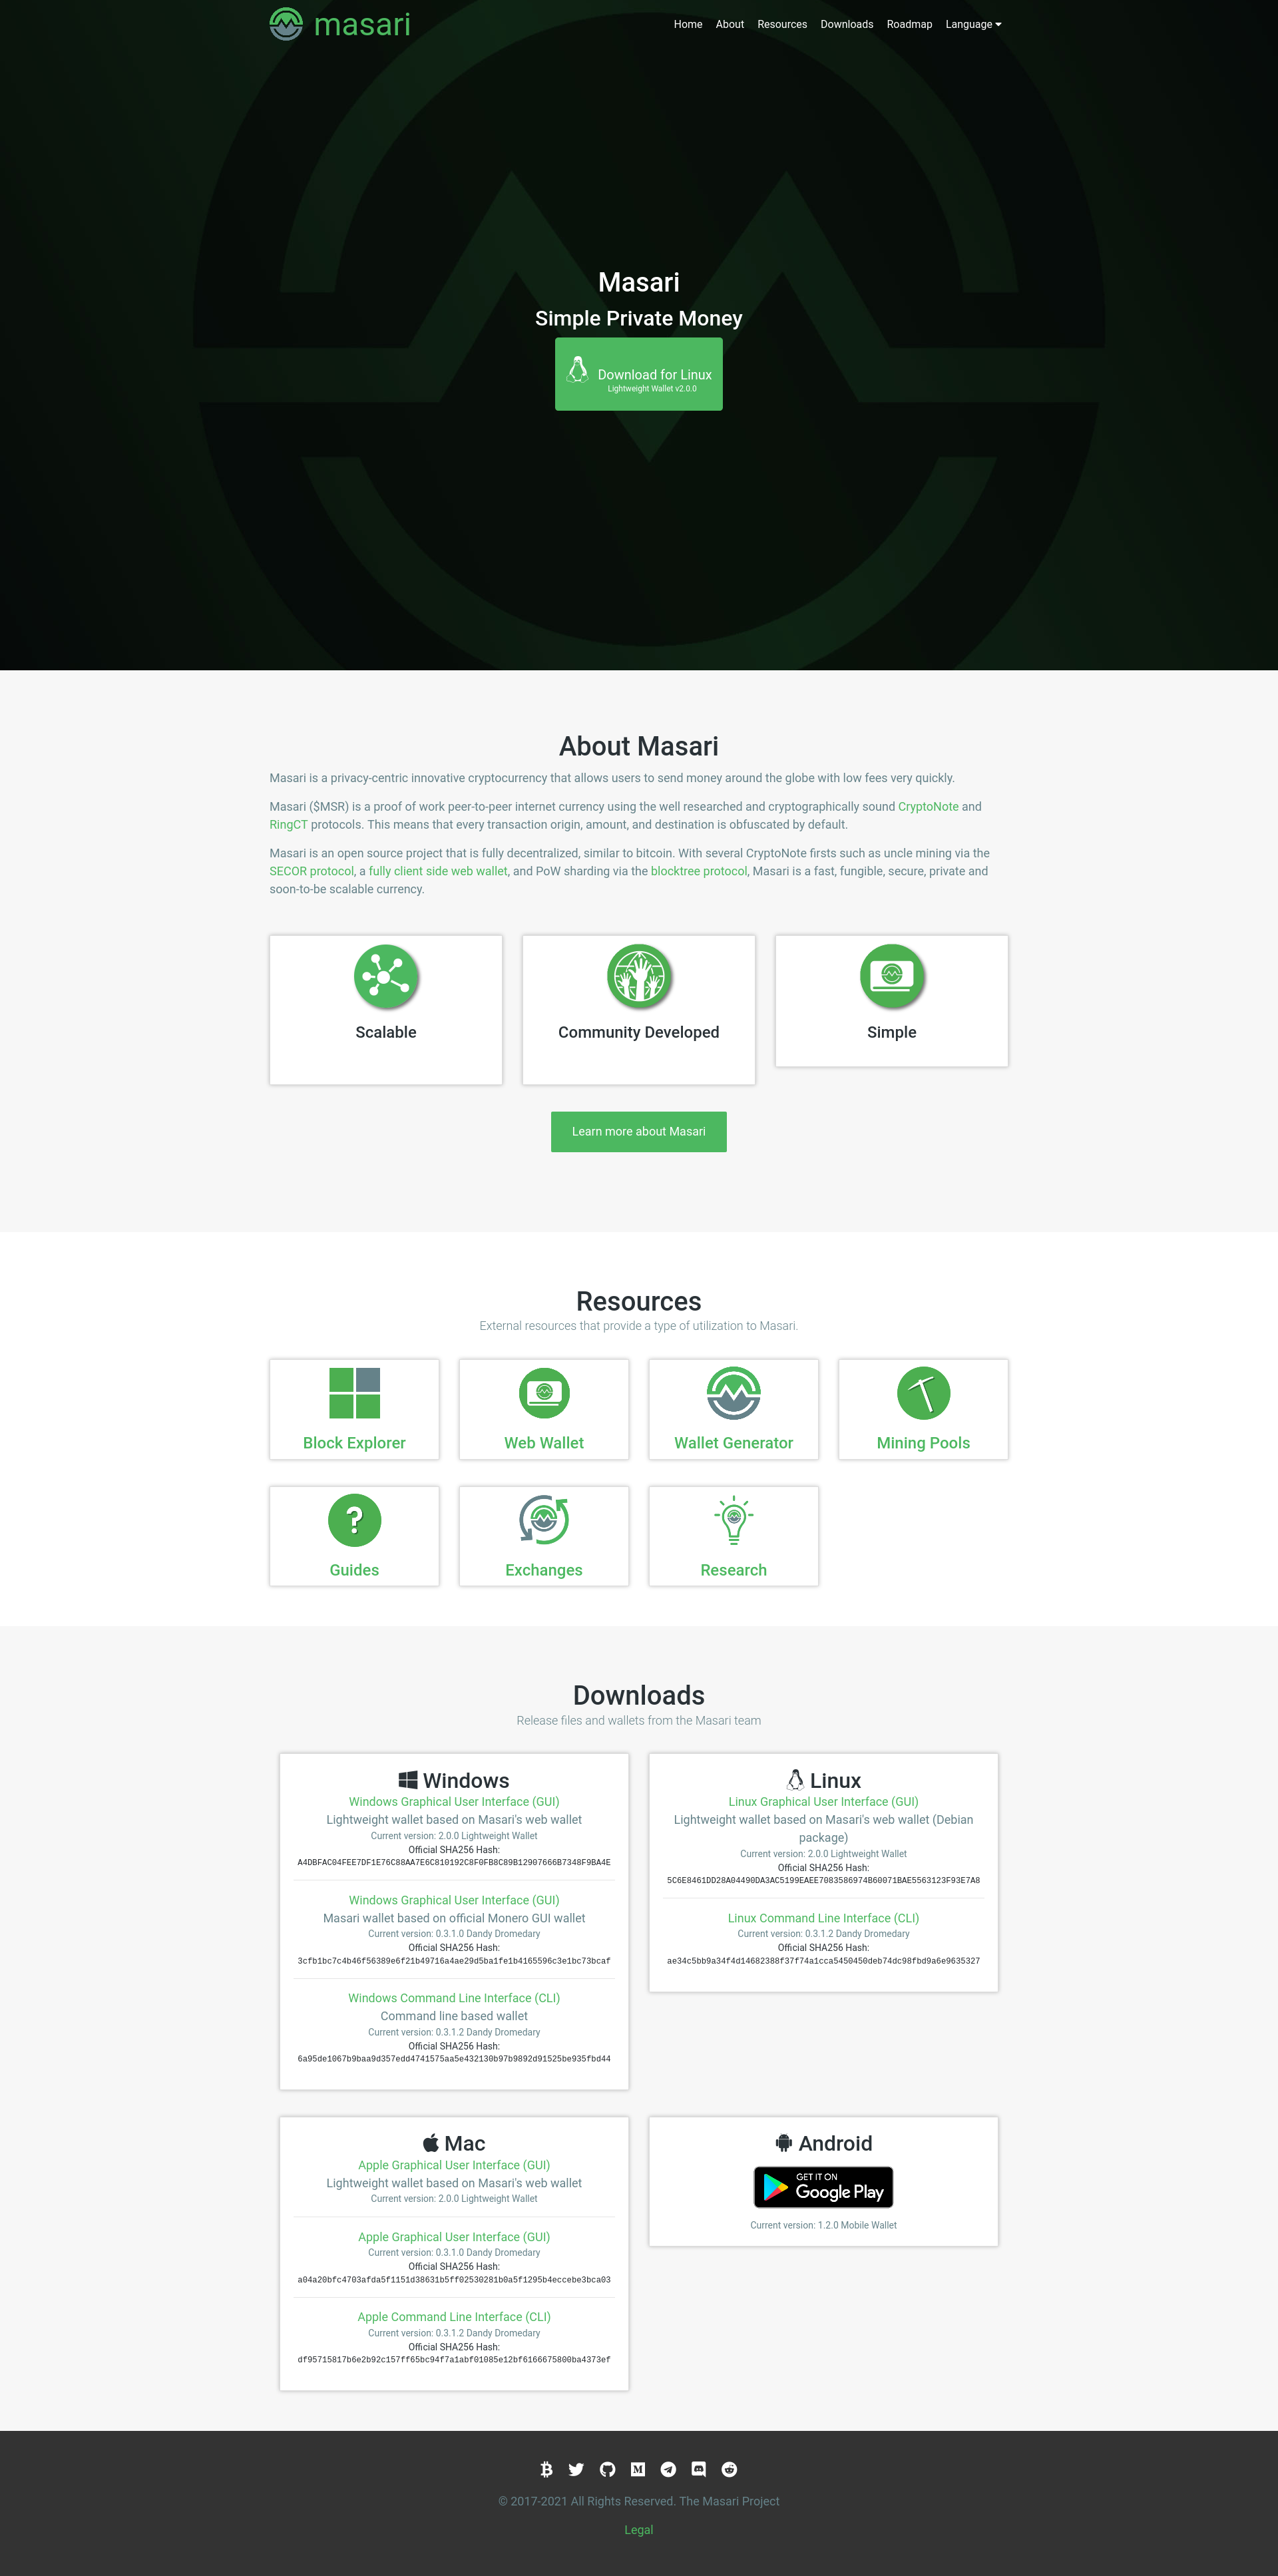 masari
Home About Resources Downloads Roadmap Language
Masari
Simple Private Money
Download for Linux
Lightweight Wallet v2.0.0
About Masari
Masari is a privacy-centric innovative cryptocurrency that allows users to send money around the globe with low fees very quickly.
Masari ($MSR) is a proof of work peer-to-peer internet currency using the well researched and cryptographically sound CryptoNote and
RingCT protocols. This means that every transaction origin, amount, and destination is obfuscated by default.
Masari is an open source project that is fully decentralized, similar to bitcoin. With several CryptoNote firsts such as uncle mining via the
SECOR protocol, a fully client side web wallet, and PoW sharding via the blocktree protocol, Masari is a fast, fungible, secure, private and
soon-to-be scalable currency.
Scalable
Community Developed
Simple
Learn more about Masari
Resources
External resources that provide a type of utilization to Masari.
Block Explorer
Web Wallet
Wallet Generator
Mining Pools
Guides
Exchanges
Research
Downloads
Release files and wallets from the Masari team
Windows
Windows Graphical User Interface (GUI)
Lightweight wallet based on Masari's web wallet
Current version: 2.0.0 Lightweight Wallet
Official SHA256 Hash:
A4DBFAC04FEE7DF1E76C88AA7E6C810192C8F0FB8C89B12907666B7348F9BA4E
Windows Graphical User Interface (GUI)
Masari wallet based on official Monero GUI wallet
Current version: 0.3.1.0 Dandy Dromedary
Official SHA256 Hash:
3cfb1bc7c4b46f56389e6f21b49716a4ae29d5ba1fe1b4165596c3e1bc73bcaf
Windows Command Line Interface (CLI)
Command line based wallet
Current version: 0.3.1.2 Dandy Dromedary
Official SHA256 Hash:
6a95de1067b9baa9d357edd4741575aa5e432130b97b9892d91525be935fbd44
Linux
Linux Graphical User Interface (GUI)
Lightweight wallet based on Masari's web wallet (Debian
package)
Current version: 2.0.0 Lightweight Wallet
Official SHA256 Hash:
5C6E8461DD28A04490DA3AC5199EAEE7083586974B60071BAE5563123F93E7A8
Linux Command Line Interface (CLI)
Current version: 0.3.1.2 Dandy Dromedary
Official SHA256 Hash:
ae34c5bb9a34f4d14682388f37f74a1cca5450450deb74dc98fbd9a6e9635327
Mac
Apple Graphical User Interface (GUI)
Lightweight wallet based on Masari's web wallet
Current version: 2.0.0 Lightweight Wallet
Apple Graphical User Interface (GUI)
Current version: 0.3.1.0 Dandy Dromedary
Official SHA256 Hash:
a04a20bfc4703afda5f1151d38631b5ff02530281b0a5f1295b4eccebe3bca03
Apple Command Line Interface (CLI)
Current version: 0.3.1.2 Dandy Dromedary
Official SHA256 Hash:
df95715817b6e2b92c157ff65bc94f7a1abf01085e12bf6166675800ba4373ef
Android
GET IT ON
Google Play
Current version: 1.2.0 Mobile Wallet
© 2017-2021 All Rights Reserved. The Masari Project
Legal